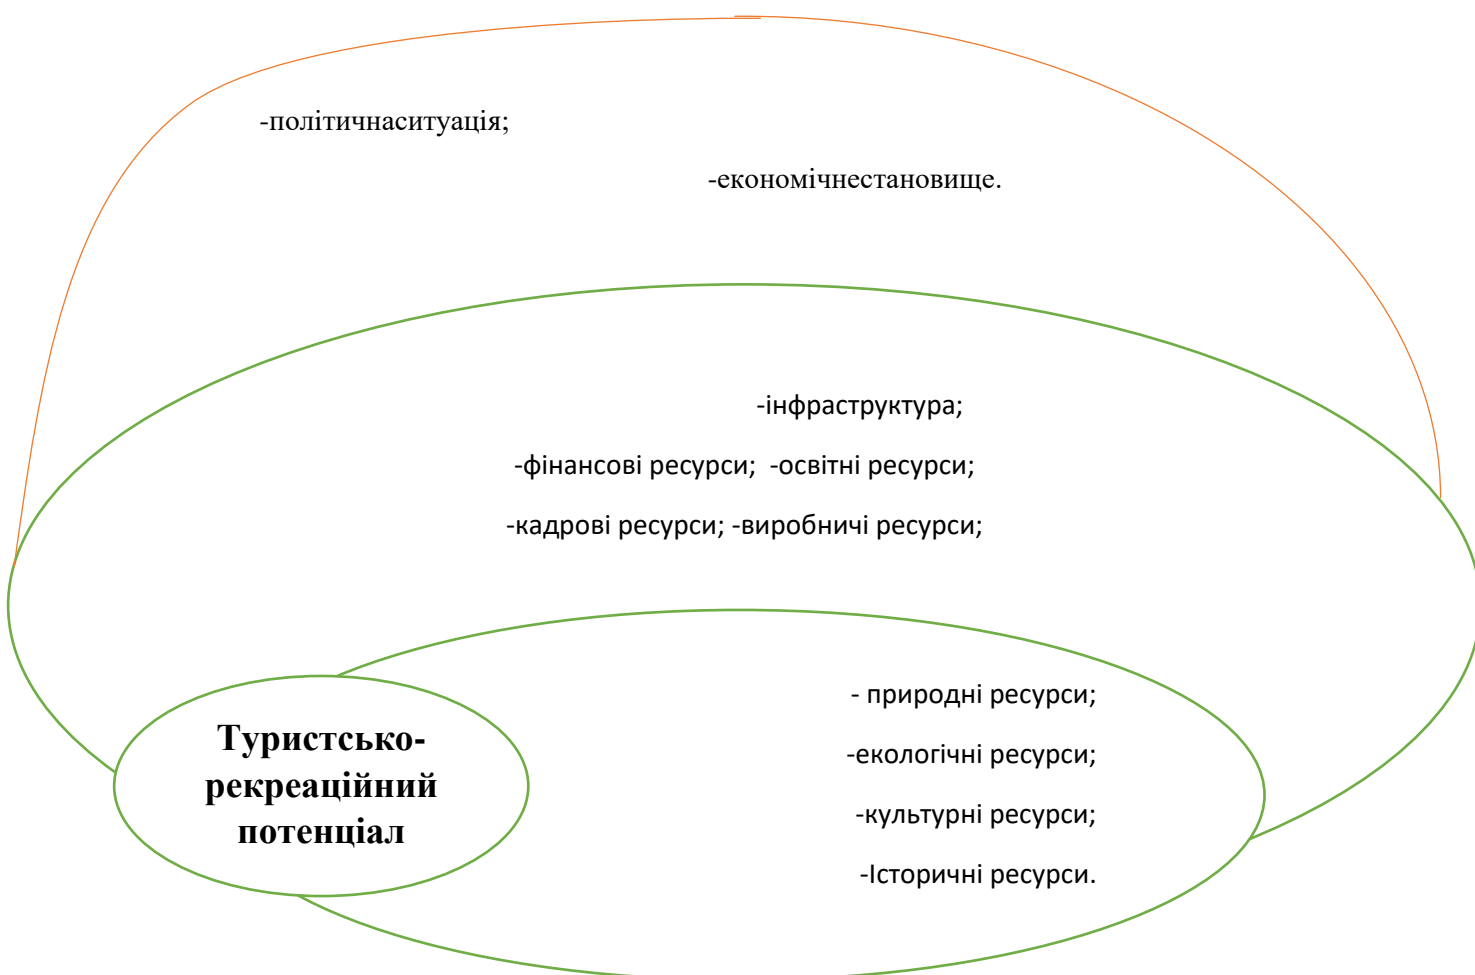 -політичнаситуація;
-економічнестановище.
-інфраструктура;
-фінансові ресурси; -освітні ресурси;
-кадрові ресурси; -виробничі ресурси;
Туристсько-
рекреаційний
потенціал
- природні ресурси;
-екологічні ресурси;
-культурні ресурси;
-Історичні ресурси.